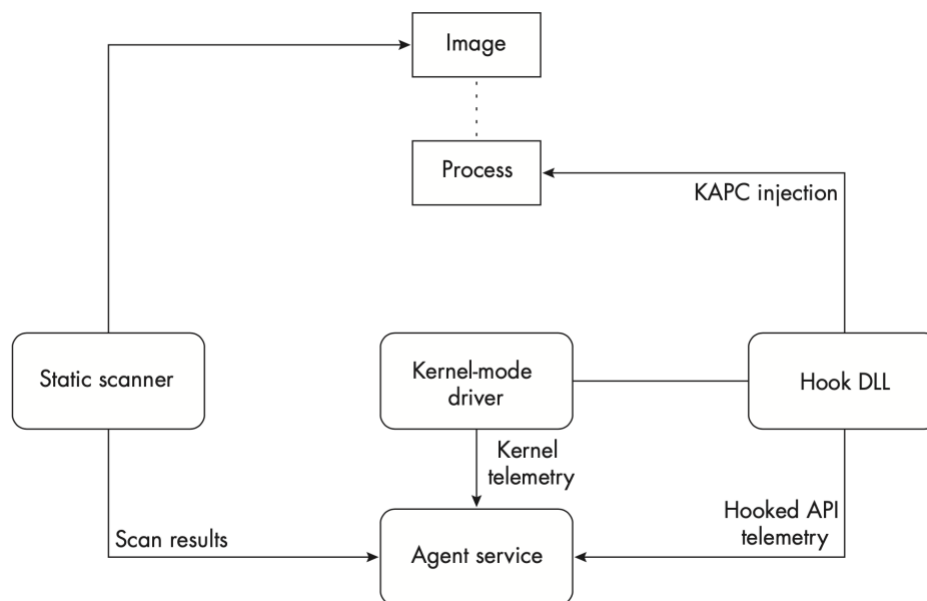 Image
Process
KAPC injection
Static scanner
Kernel-mode
driver
Hook DLL
Kernel
telemetry
Scan results
Agent service
Hooked API
telemetry